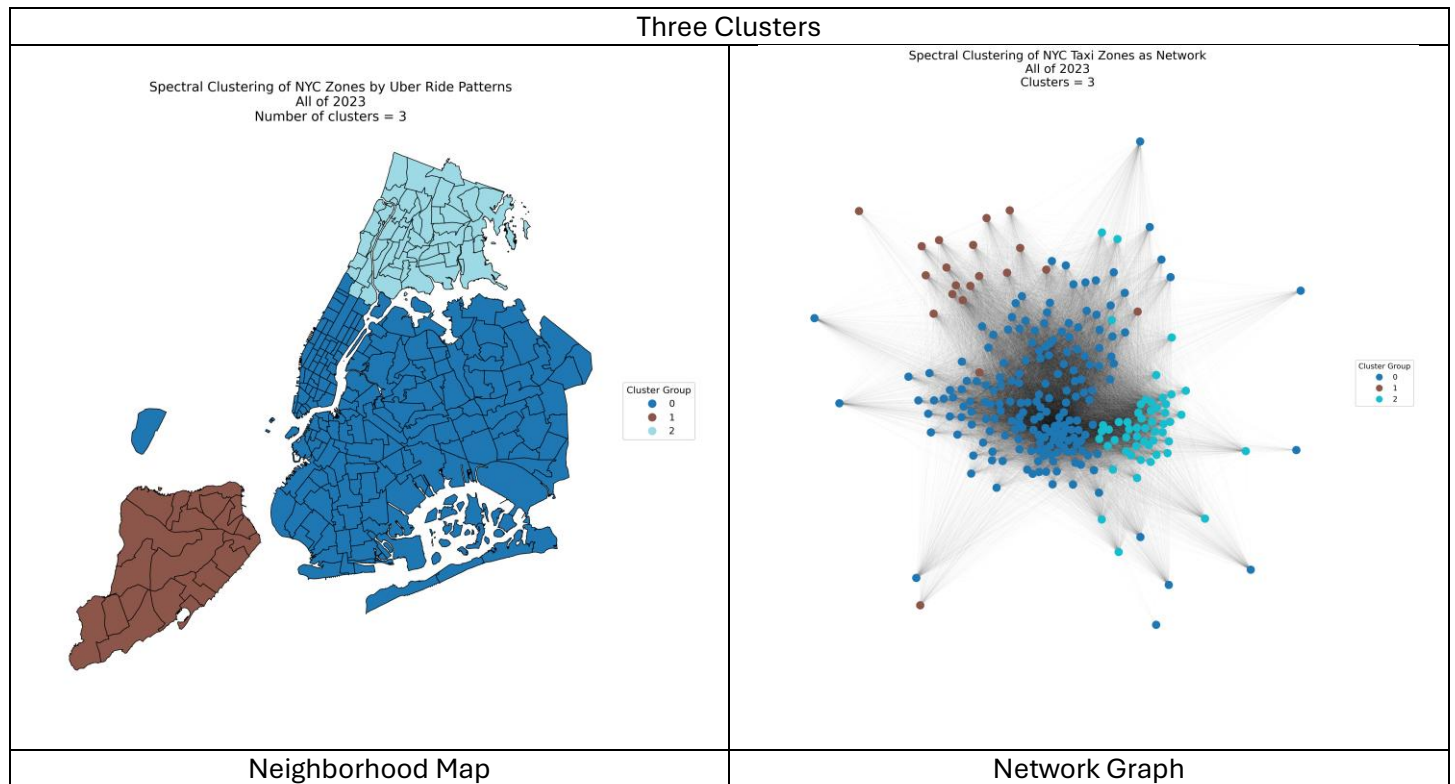 Three Clusters
Spectral Clustering of NYC Zones by Uber Ride Patterns
All of 2023
Number of clusters = 3
Cluster Group
0
1
2
Spectral Clustering of NYC Taxi Zones as Network
All of 2023
Clusters = 3
Cluster Group
0
1
2
Neighborhood Map
Network Graph